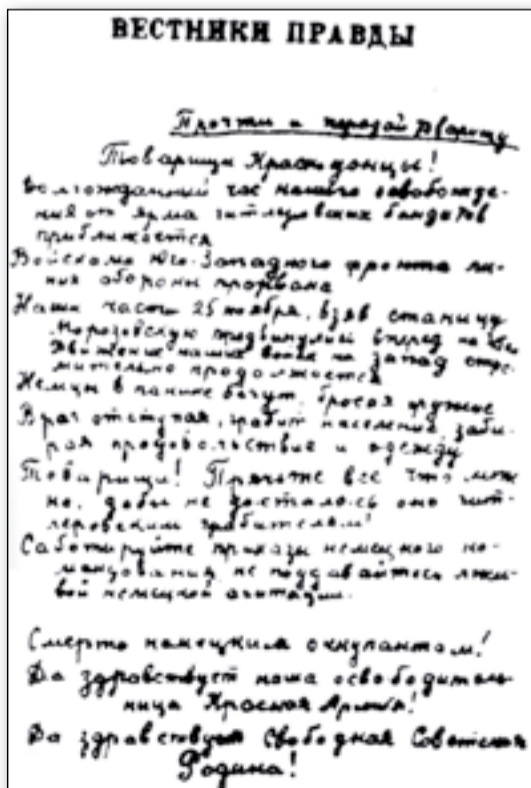 ВЕСТНИКИ ПРАВДЫ
Прочти и передай товарищу
Товарищи Краснодонцы!
Долгожданный час нашего освобожде-
ния от ярма гитлеровских бандитов
приближается
Войсками Юго-Западного фронта ли-
ния обороны прорвана
Наши части 25 ноября, взяв станицу
Морозовскую продвинулись вперед на
Движение наших войск на запад стре-
мительно продолжается
Немцы в панике бегут, бросая оружие
Враг отступая, грабит население, заби-
рая продовольствие и одежду
Товарищи! Прячьте все что мож-
но, дабы не досталось оно гит-
леровским грабителям!
Саботируйте приказы немецкого ко-
мандования, не поддавайтесь лжи-
вой немецкой агитации.
Смерть немецким оккупантам!
Да здравствует наша освободитель-
ница Красная Армия!
Да здравствует свободная Советская
Родина!